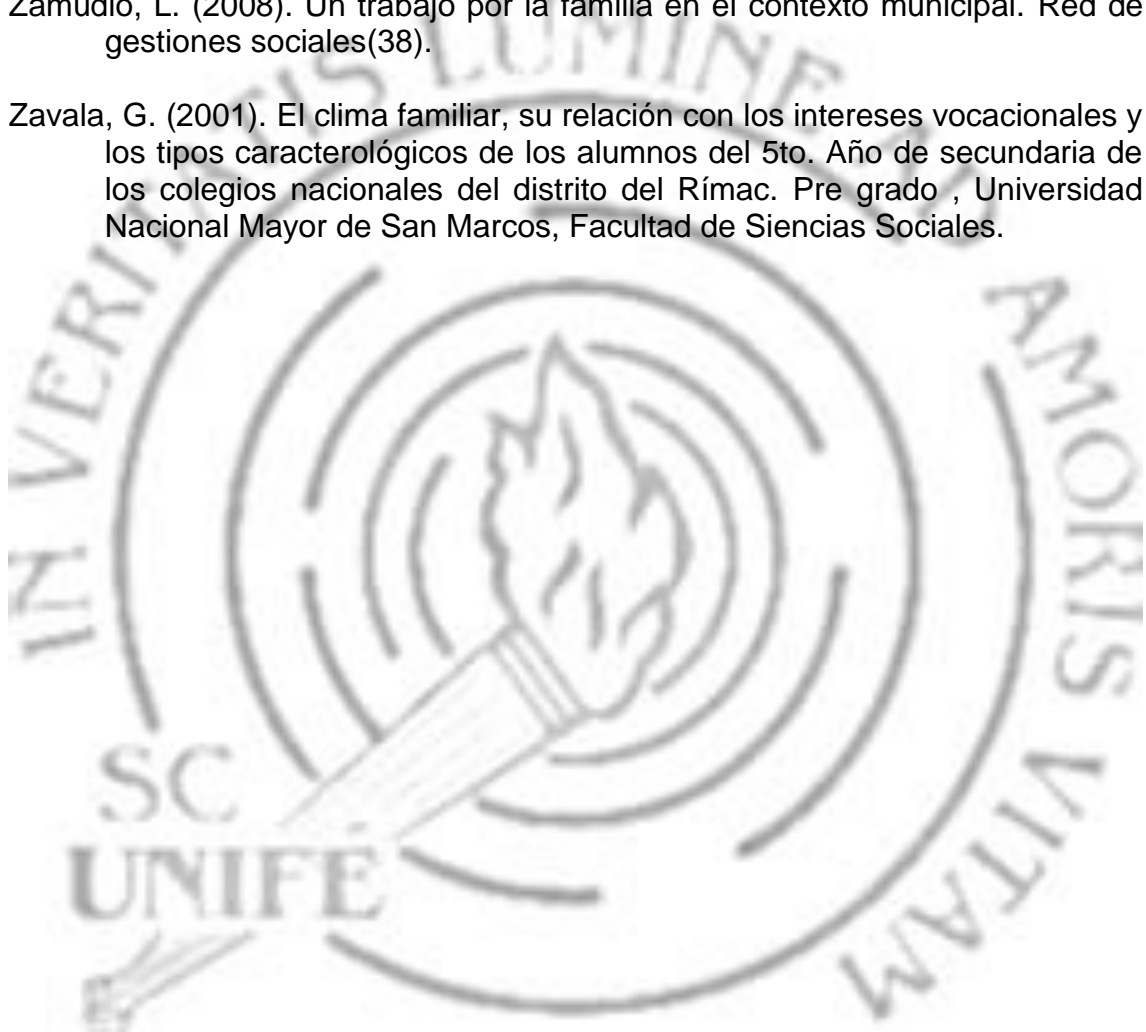 Zamudio, L. (2008). Un trabajo por la familia en el contexto municipal. Red de
gestiones sociales(38).
Zavala, G. (2001). El clima familiar, su relación con los intereses vocacionales y
los tipos caracterológicos de los alumnos del 5to. Año de secundaria de
los colegios nacionales del distrito del Rímac. Pre grado , Universidad
Nacional Mayor de San Marcos, Facultad de Siencias Sociales.
IN VERITATIS LUMINE AD AMORIS VITAM
SC
UNIFÉ